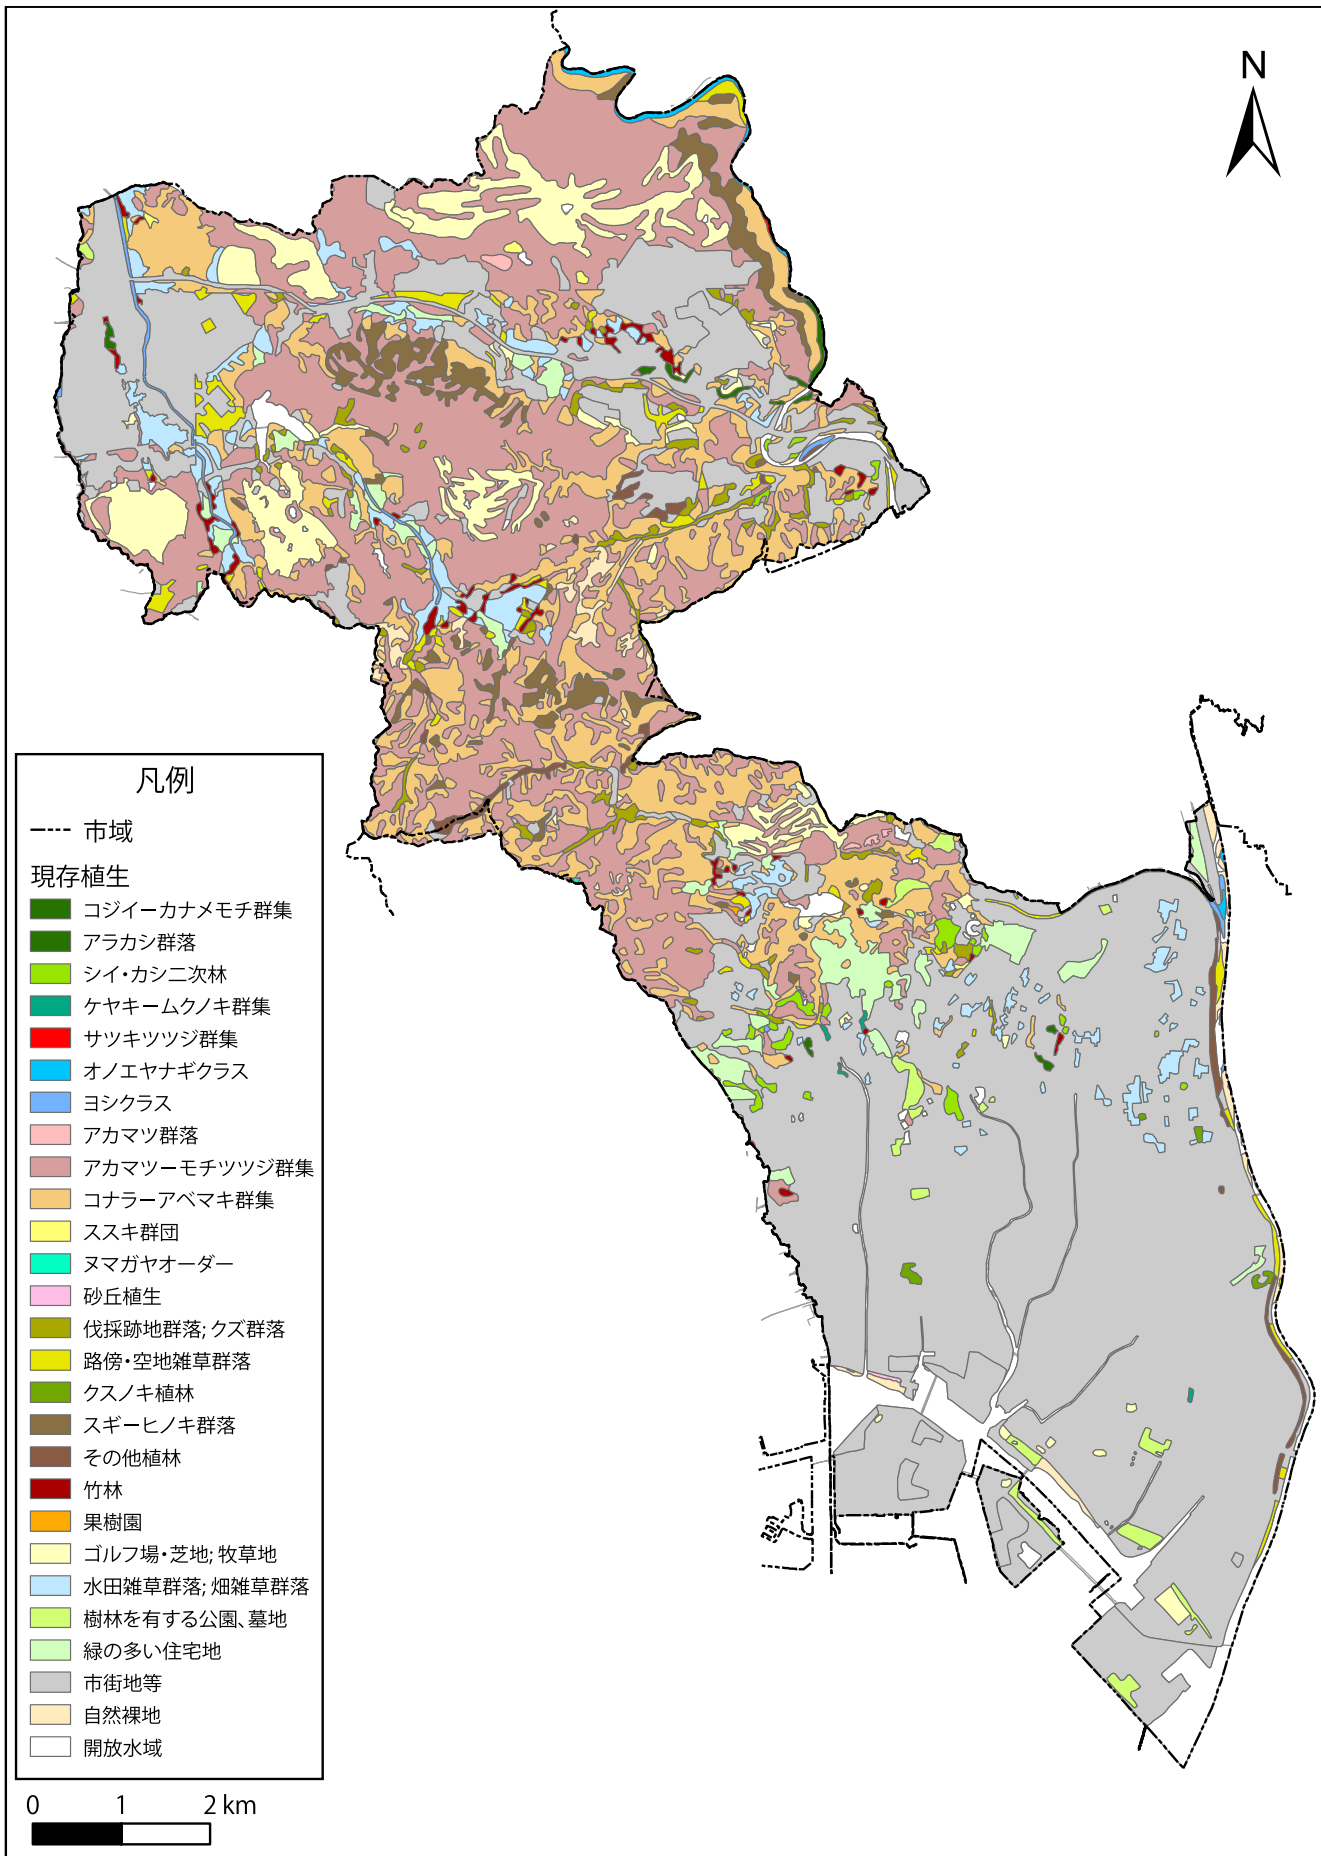 N
凡例
市域
現存植生
コジイーカナメモチ群集
アラカシ群落
シイ・カシ二次林
ケヤキームクノキ群集
サツキツツジ群集
オノエヤナギクラス
ヨシクラス
アカマツ群落
アカマツーモチツツジ群集
コナラーアベマキ群集
ススキ群団
ヌマガヤオーダー
砂丘植生
伐採跡地群落; クズ群落
路傍・空地雑草群落
クスノキ植林
スギーヒノキ群落
その他植林
竹林
果樹園
ゴルフ場・芝地; 牧草地
水田雑草群落; 畑雑草群落
樹林を有する公園、墓地
緑の多い住宅地
市街地等
自然裸地
開放水域
0 1 2 km